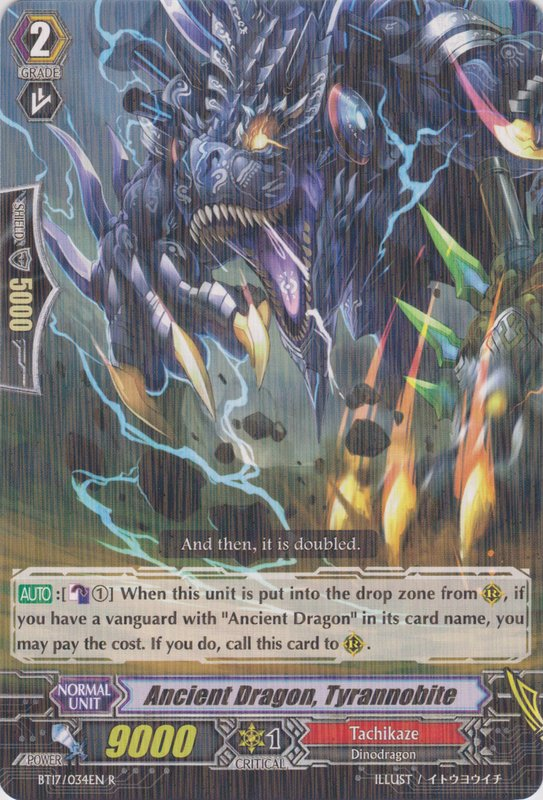 2
GRADE
SHIELD
5000
And then, it is doubled.
AUTO :[ ①] When this unit is put into the drop zone from R, if
you have a vanguard with "Ancient Dragon" in its card name, you
may pay the cost. If you do, call this card to R .
NORMAL
UNIT
Ancient Dragon, Tyrannobite
POWER
9000
1
CRITICAL
Tachikaze
Dinodragon
BT17/034EN R
ILLUST / イトウヨウイチ